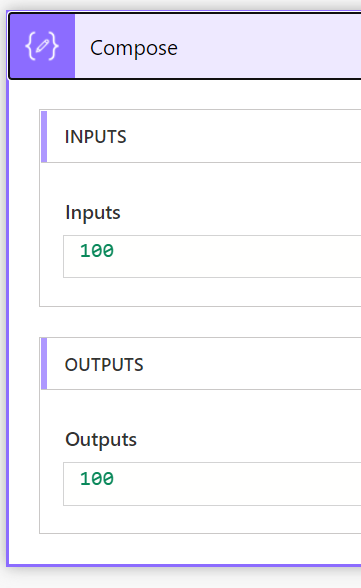 Compose
INPUTS
Inputs
100
OUTPUTS
Outputs
100